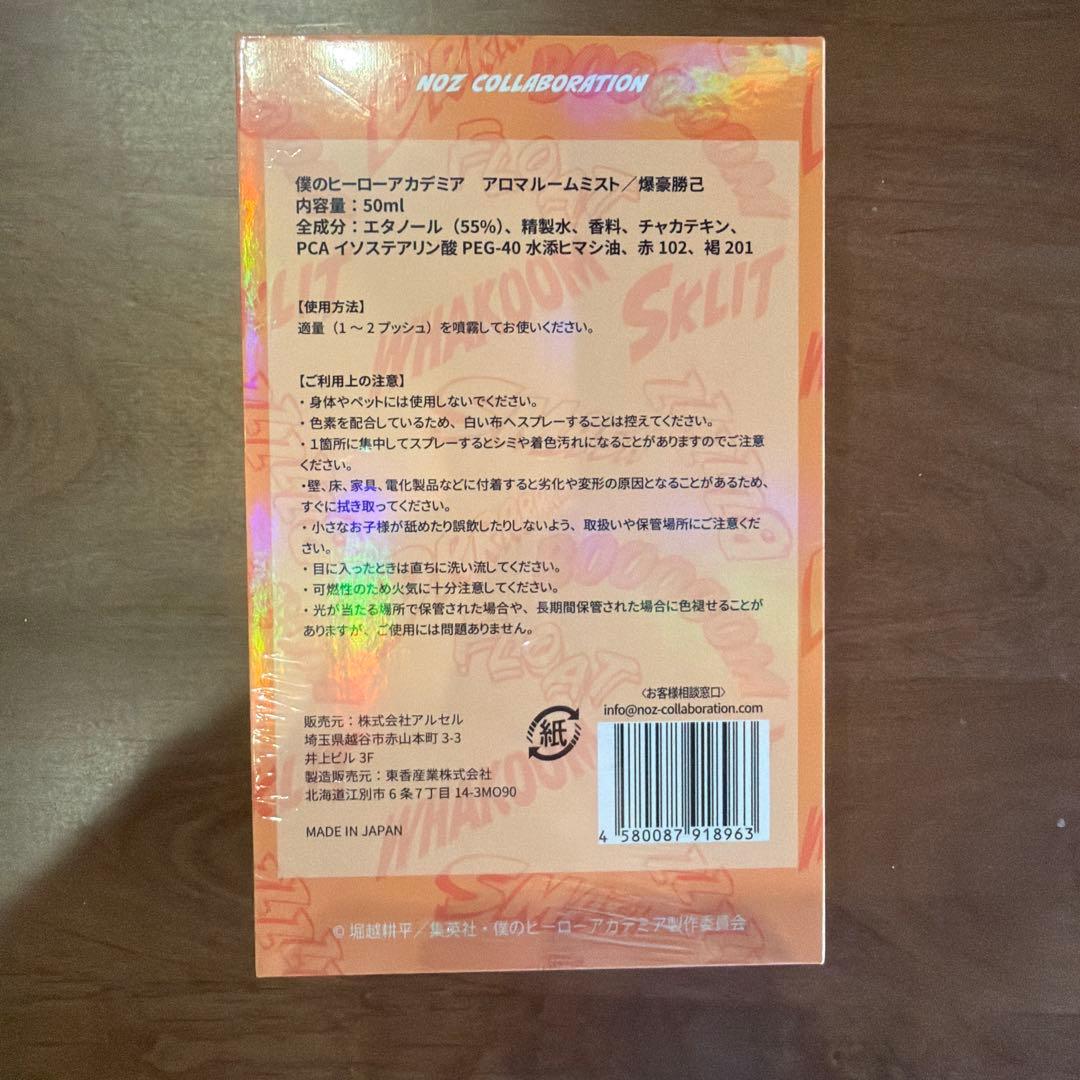 NOZ COLLABORATION
僕のヒーローアカデミア アロマルームミスト／爆豪勝己
内容量：50ml
全成分：エタノール（55%）、精製水、香料、チャカテキン、
PCA イソステアリン酸 PEG-40 水添ヒマシ油、赤 102、褐 201
WHAKOOM
SKLIT
【使用方法】
適量（1～2 プッシュ）を噴霧してお使いください。
【ご利用上の注意】
・身体やペットには使用しないでください。
・色素を配合しているため、白い布へスプレーすることは控えてください。
・1箇所に集中してスプレーするとシミや着色汚れになることがありますのでご注意
ください。
・壁、床、家具、電化製品などに付着すると劣化や変形の原因となることがあるため、
すぐに拭き取ってください。
・小さなお子様が舐めたり誤飲したりしないよう、取扱いや保管場所にご注意くだ
さい。
・目に入ったときは直ちに洗い流してください。
・可燃性のため火気に十分注意してください。
・光が当たる場所で保管された場合や、長期間保管された場合に色褪せることが
ありますが、ご使用には問題ありません。
FLOAT
〈お客様相談窓口〉
info@noz-collaboration.com
紙
販売元：株式会社アルセル
埼玉県越谷市赤山本町 3-3
井上ビル 3F
製造販売元：東香産業株式会社
北海道江別市 6 条 7 丁目 14-3MO90
MADE IN JAPAN
4 580087 918963
WHAKOOM
© 堀越耕平／集英社・僕のヒーローアカデミア製作委員会